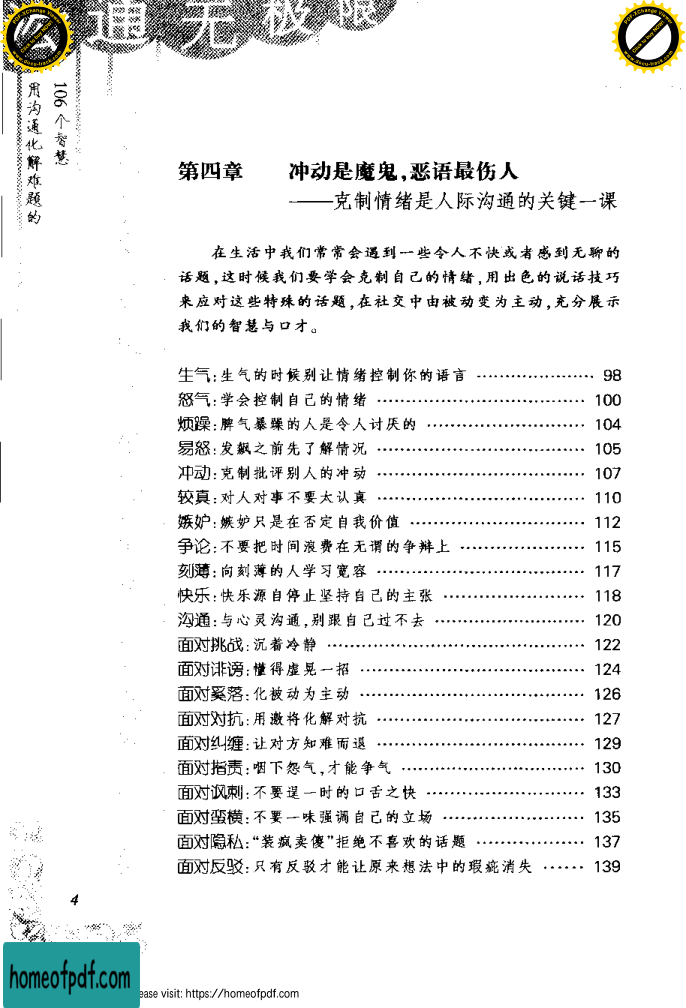 通无极限
106个智慧
用沟通化解难题的
第四章 冲动是魔鬼,恶语最伤人
——克制情绪是人际沟通的关键一课
在生活中我们常常会遇到一些令人不快或者感到无聊的
话题,这时候我们要学会克制自己的情绪,用出色的说话技巧
来应对这些特殊的话题,在社交中由被动变为主动,充分展示
我们的智慧与口才。
生气:生气的时候别让情绪控制你的语言 ………………… 98
怒气:学会控制自己的情绪 ………………………………… 100
烦躁:脾气暴躁的人是令人讨厌的 ………………………… 104
易怒:发飙之前先了解情况 ………………………………… 105
冲动:克制批评别人的冲动 ………………………………… 107
较真:对人对事不要太认真 ………………………………… 110
嫉妒:嫉妒只是在否定自我价值 …………………………… 112
争论:不要把时间浪费在无谓的争辩上 …………………… 115
刻薄:向刻薄的人学习宽容 ………………………………… 117
快乐:快乐源自停止坚持自己的主张 ……………………… 118
沟通:与心灵沟通,别跟自己过不去 ………………………… 120
面对挑战:沉着冷静 ………………………………………… 122
面对诽谤:懂得虚晃一招 …………………………………… 124
面对奚落:化被动为主动 …………………………………… 126
面对对抗:用激将化解对抗 ………………………………… 127
面对纠缠:让对方知难而退 ………………………………… 129
面对指责:咽下怨气,才能争气 ……………………………… 130
面对讽刺:不要逞一时的口舌之快 ………………………… 133
面对蛮横:不要一味强调自己的立场 ……………………… 135
面对隐私:“装疯卖傻”拒绝不喜欢的话题 ………………… 137
面对反驳:只有反驳才能让原来想法中的瑕疵消失 …… 139
4
homeofpdf.com
ease visit: https://homeofpdf.com